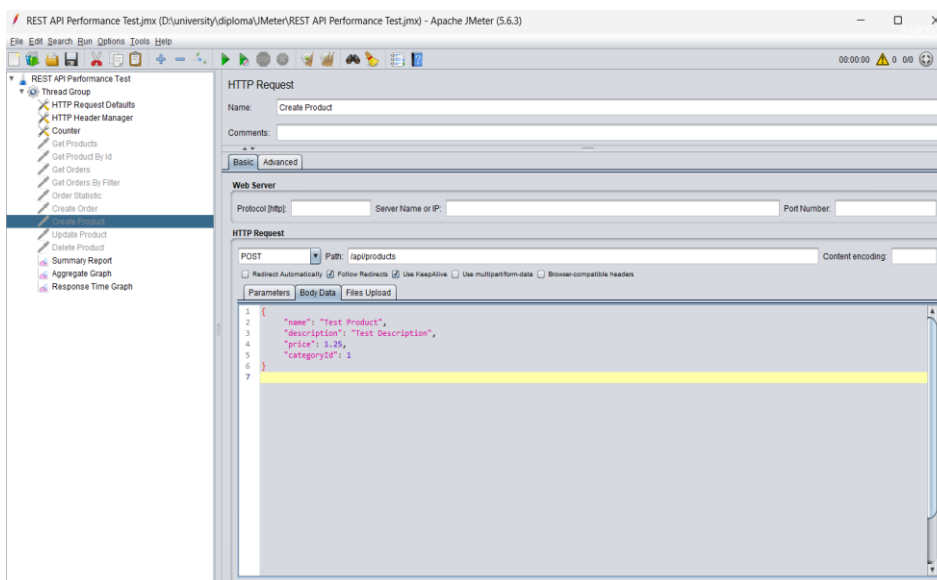 REST API Performance Test.jmx (D:\university\diploma\JMeter\REST API Performance Test.jmx) - Apache JMeter (5.6.3)
File Edit Search Run Options Tools Help
00:00:00 0 0/0
REST API Performance Test
Thread Group
HTTP Request Defaults
HTTP Header Manager
Counter
Get Products
Get Product By Id
Get Orders
Get Orders By Filter
Order Statistic
Create Order
Create Product
Update Product
Delete Product
Summary Report
Aggregate Graph
Response Time Graph
HTTP Request
Name: Create Product
Comments:
Basic Advanced
Web Server
Protocol [http]: Server Name or IP: Port Number:
HTTP Request
POST Path: /api/products Content encoding:
Redirect Automatically Follow Redirects Use KeepAlive Use multipart/form-data Browser-compatible headers
Parameters Body Data Files Upload
1 {
2 "name": "Test Product",
3 "description": "Test Description",
4 "price": 1.25,
5 "categoryId": 1
6 }
7